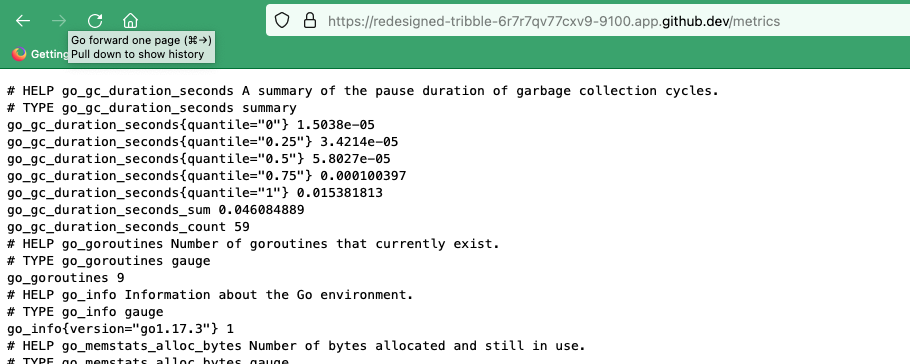 https://redesigned-tribble-6r7r7qv77cxv9-9100.app.github.dev/metrics
Go forward one page (⌘→)
Pull down to show history
Getting
# HELP go_gc_duration_seconds A summary of the pause duration of garbage collection cycles.
# TYPE go_gc_duration_seconds summary
go_gc_duration_seconds{quantile="0"} 1.5038e-05
go_gc_duration_seconds{quantile="0.25"} 3.4214e-05
go_gc_duration_seconds{quantile="0.5"} 5.8027e-05
go_gc_duration_seconds{quantile="0.75"} 0.000100397
go_gc_duration_seconds{quantile="1"} 0.015381813
go_gc_duration_seconds_sum 0.046084889
go_gc_duration_seconds_count 59
# HELP go_goroutines Number of goroutines that currently exist.
# TYPE go_goroutines gauge
go_goroutines 9
# HELP go_info Information about the Go environment.
# TYPE go_info gauge
go_info{version="go1.17.3"} 1
# HELP go_memstats_alloc_bytes Number of bytes allocated and still in use.
# TYPE go_memstats_alloc_bytes gauge